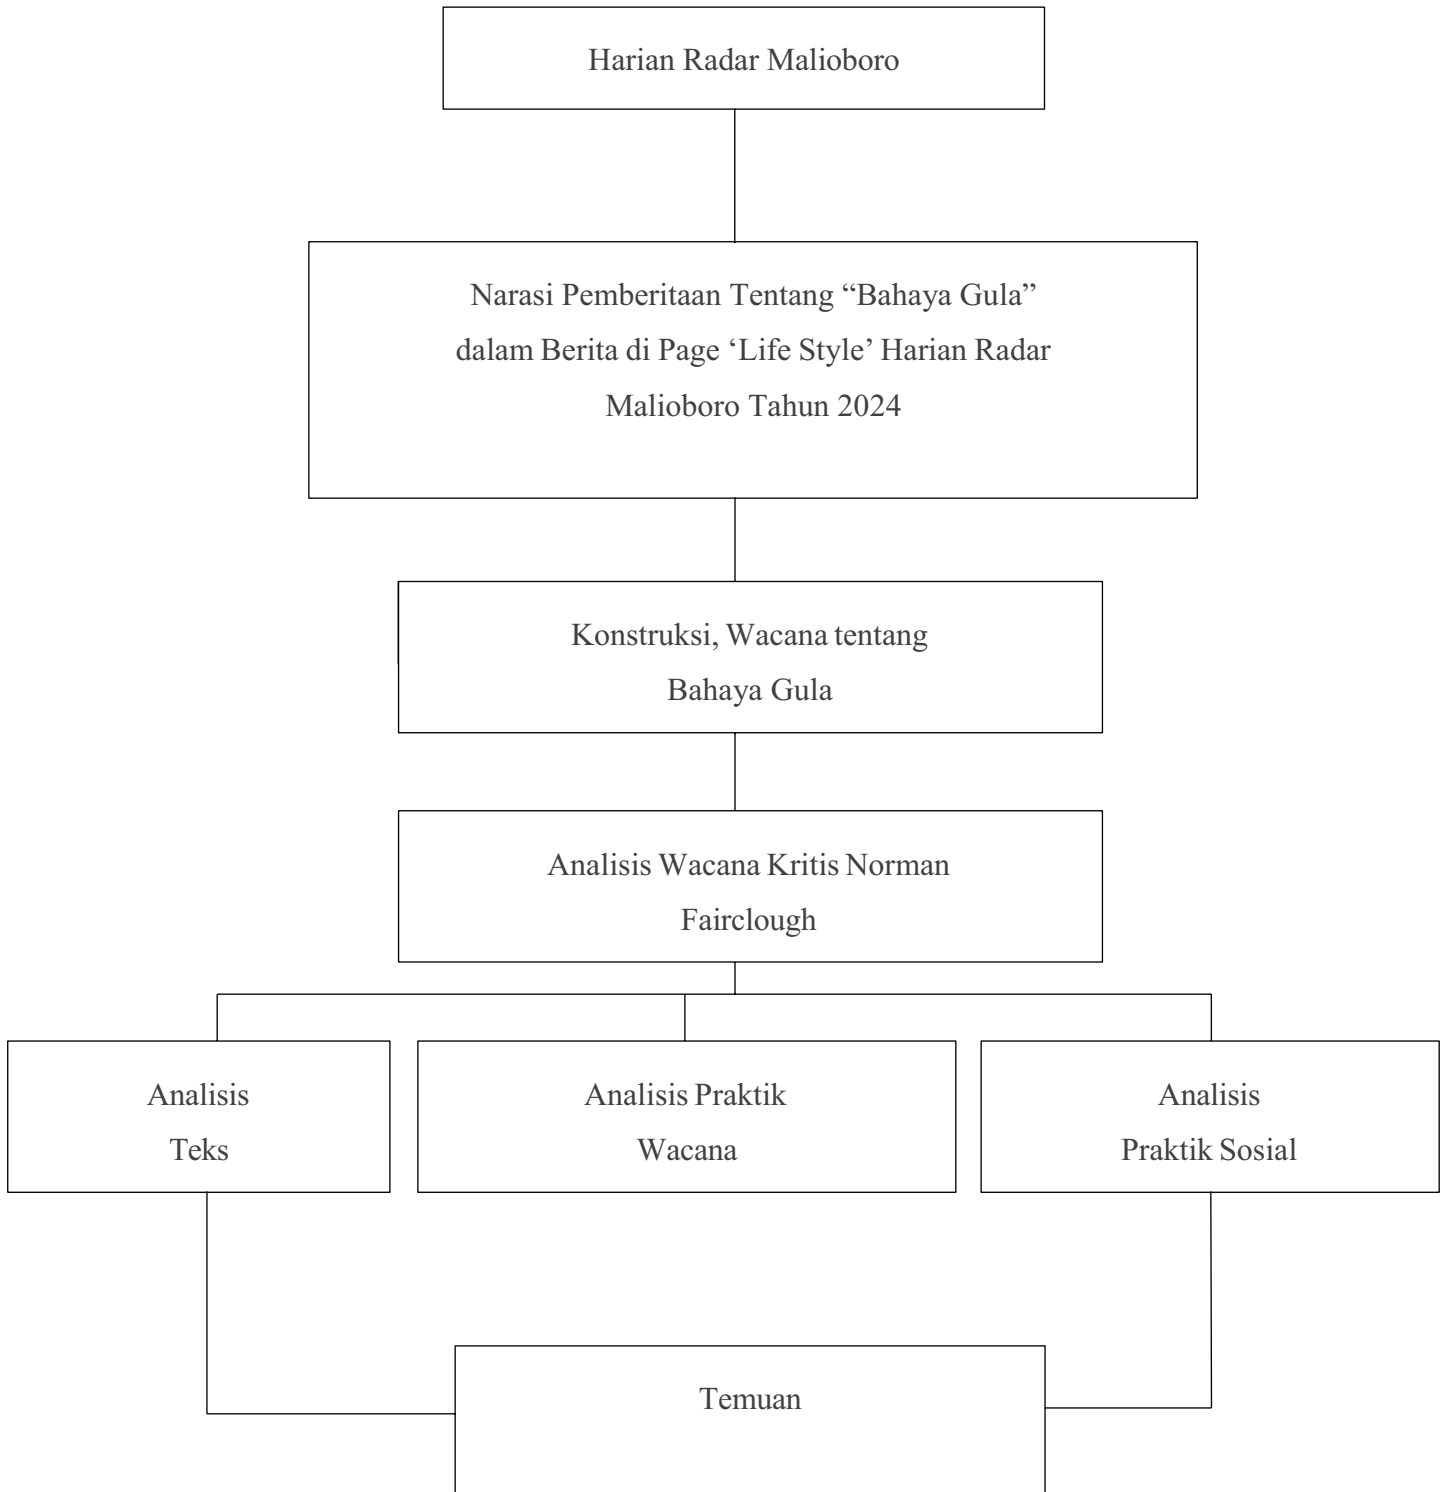 Harian Radar Malioboro
Narasi Pemberitaan Tentang “Bahaya Gula”
dalam Berita di Page ‘Life Style’ Harian Radar
Malioboro Tahun 2024
Konstruksi, Wacana tentang
Bahaya Gula
Analisis Wacana Kritis Norman
Fairclough
Analisis
Teks
Analisis Praktik
Wacana
Analisis
Praktik Sosial
Temuan